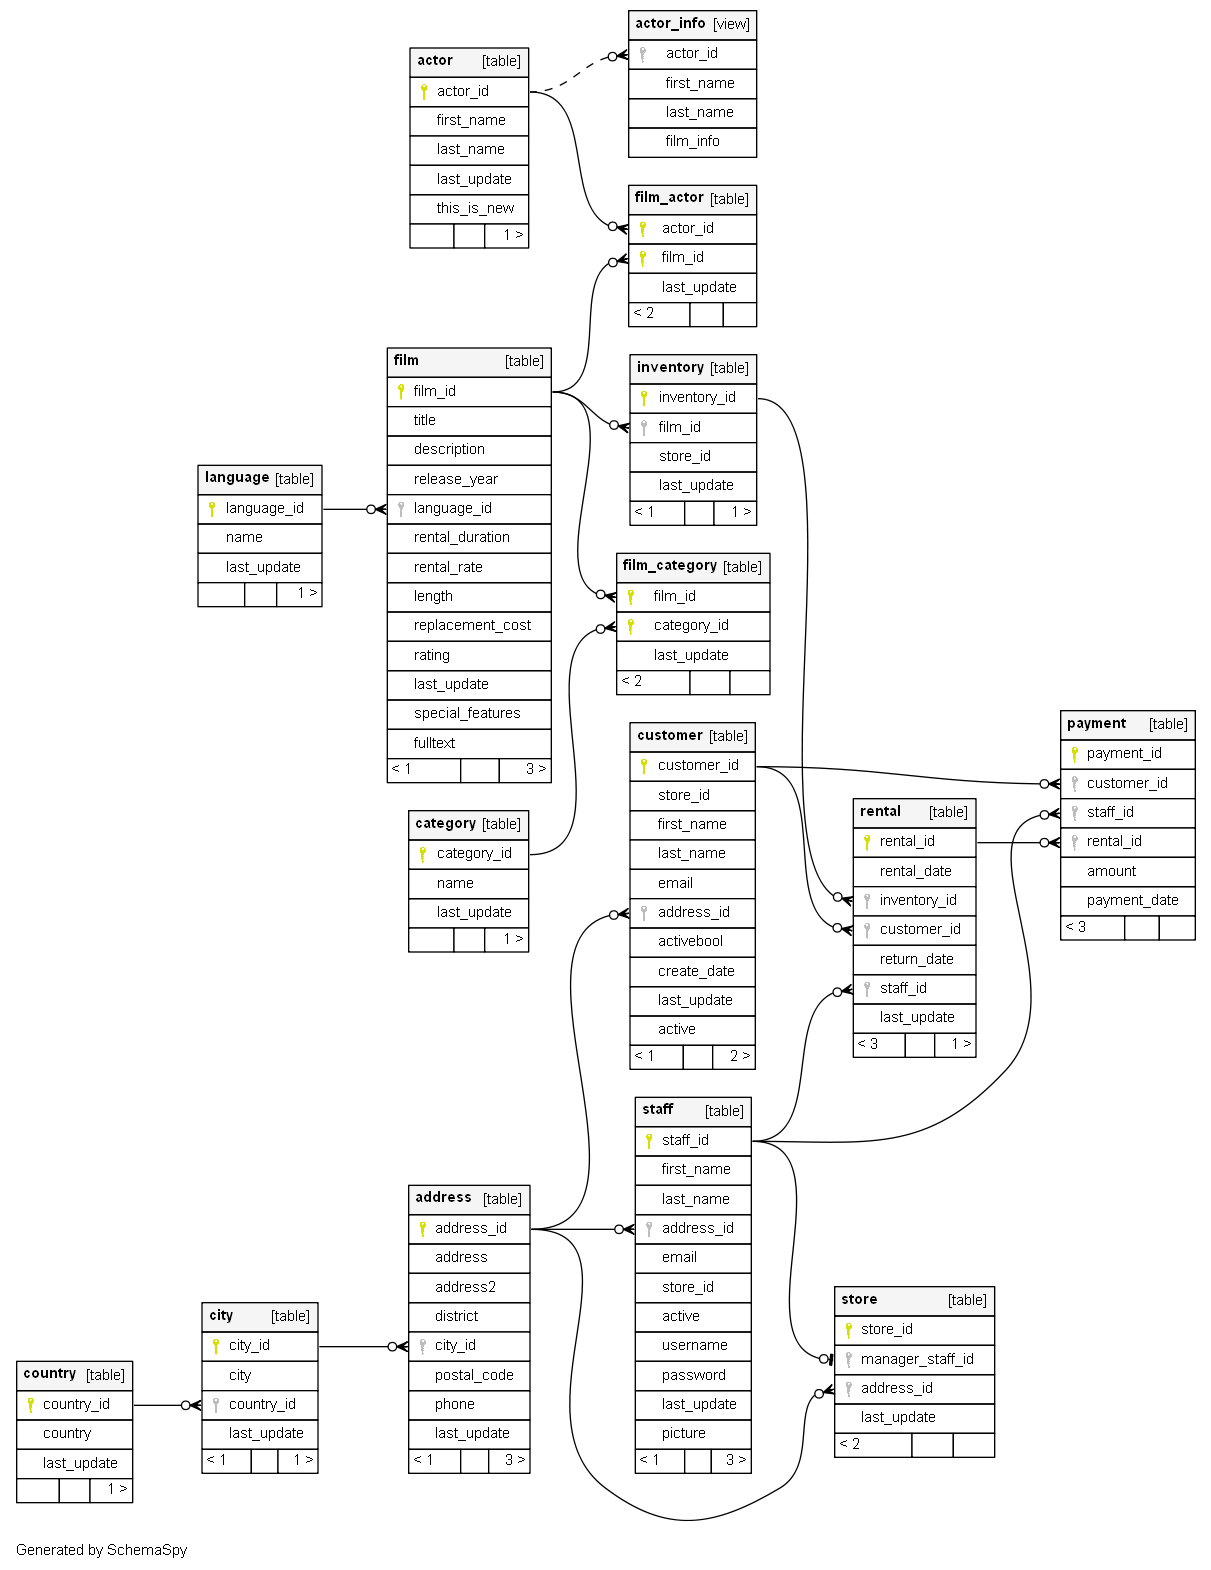 actor_info [view]
actor_id
first_name
last_name
film_info
actor [table]
actor_id
first_name
last_name
last_update
this_is_new
1 >
film_actor [table]
actor_id
film_id
last_update
< 2
film [table]
film_id
title
description
release_year
language_id
rental_duration
rental_rate
length
replacement_cost
rating
last_update
special_features
fulltext
< 1 3 >
inventory [table]
inventory_id
film_id
store_id
last_update
< 1 1 >
language [table]
language_id
name
last_update
1 >
film_category [table]
film_id
category_id
last_update
< 2
customer [table]
customer_id
store_id
first_name
last_name
email
address_id
activebool
create_date
last_update
active
< 1 2 >
payment [table]
payment_id
customer_id
staff_id
rental_id
amount
payment_date
< 3
rental [table]
rental_id
rental_date
inventory_id
customer_id
return_date
staff_id
last_update
< 3 1 >
category [table]
category_id
name
last_update
1 >
staff [table]
staff_id
first_name
last_name
address_id
email
store_id
active
username
password
last_update
picture
< 1 3 >
address [table]
address_id
address
address2
district
city_id
postal_code
phone
last_update
< 1 3 >
store [table]
store_id
manager_staff_id
address_id
last_update
< 2
city [table]
city_id
city
country_id
last_update
< 1 1 >
country [table]
country_id
country
last_update
1 >
Generated by SchemaSpy